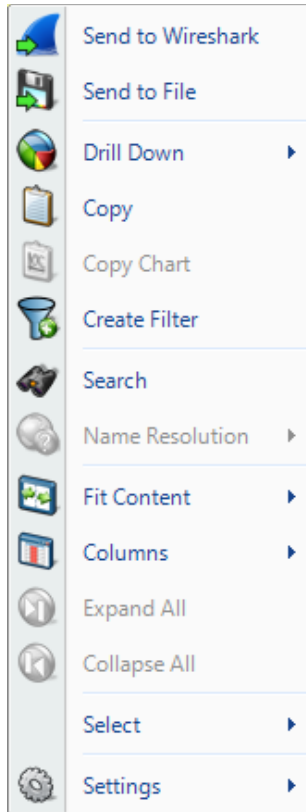 Send to Wireshark
Send to File
Drill Down
Copy
Copy Chart
Create Filter
Search
Name Resolution
Fit Content
Columns
Expand All
Collapse All
Select
Settings